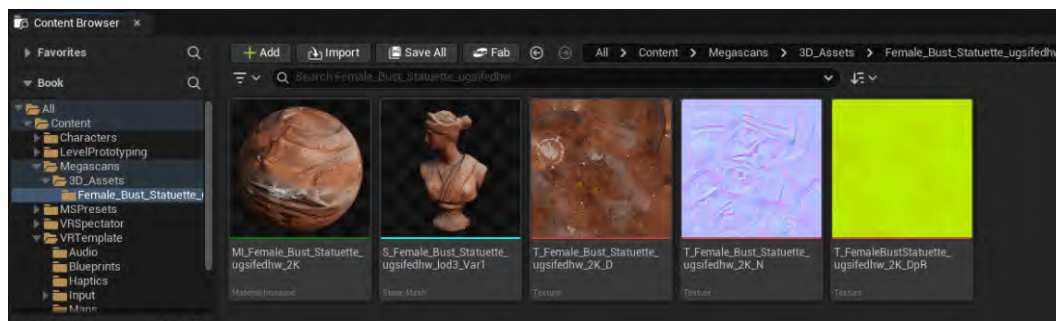 Content Browser ×
Favorites
Book
All
Content
Characters
LevelPrototyping
Megascans
3D_Assets
Female_Bust_Statuette_
MSPresets
VRSpectator
VRTemplate
Audio
Blueprints
Haptics
Input
Maps
+ Add Import Save All Fab All > Content > Megascans > 3D_Assets > Female_Bust_Statuette_ugsifedhw
Search Female_Bust_Statuette_ugsifedhw
MI_Female_Bust_Statuette_
ugsifedhw_2K
Material Instance
S_Female_Bust_Statuette_
ugsifedhw_lod3_Var1
Static Mesh
T_Female_Bust_Statuette_
ugsifedhw_2K_D
Texture
T_Female_Bust_Statuette_
ugsifedhw_2K_N
Texture
T_FemaleBustStatuette_
ugsifedhw_2K_DpR
Texture